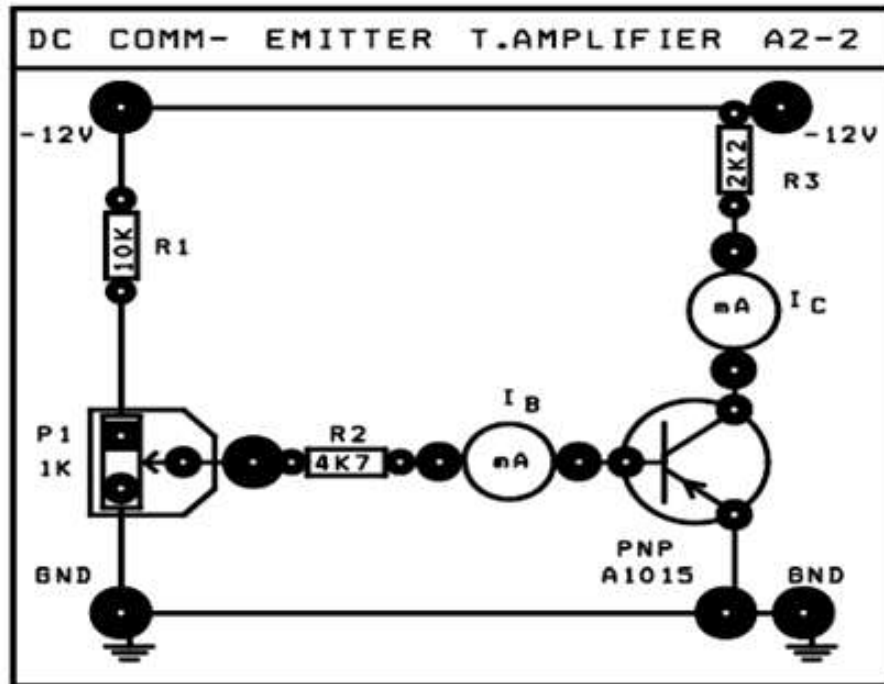 DC COMM- EMITTER T.AMPLIFIER A2-2
-12V
-12V
2K2
R3
10K
R1
mA
IC
P1
1K
R2
4K7
IB
mA
PNP
A1015
GND
GND